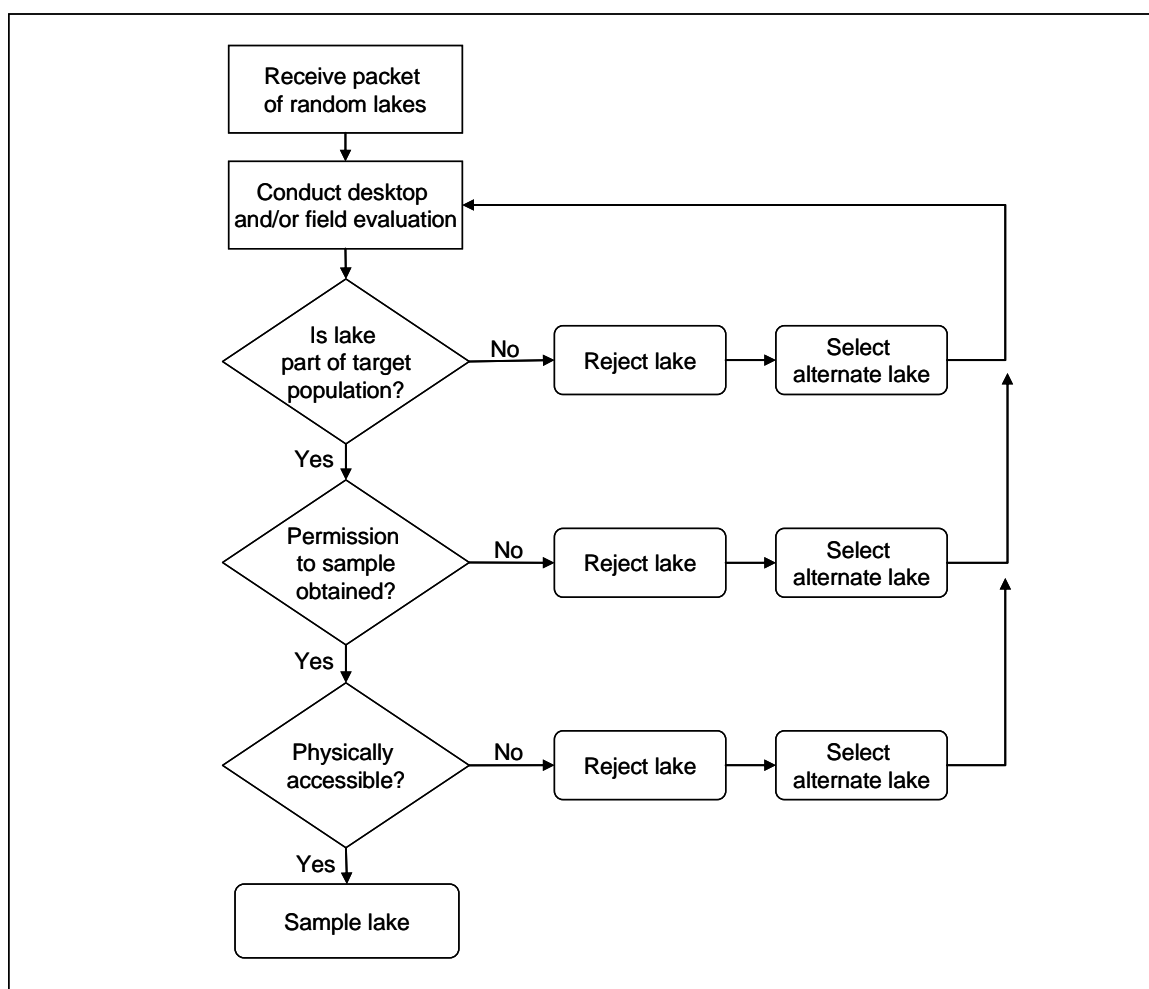 Receive packet
of random lakes
Conduct desktop
and/or field evaluation
Is lake
part of target
population?
No
Reject lake
Select
alternate lake
Yes
Permission
to sample
obtained?
No
Reject lake
Select
alternate lake
Yes
Physically
accessible?
No
Reject lake
Select
alternate lake
Yes
Sample lake